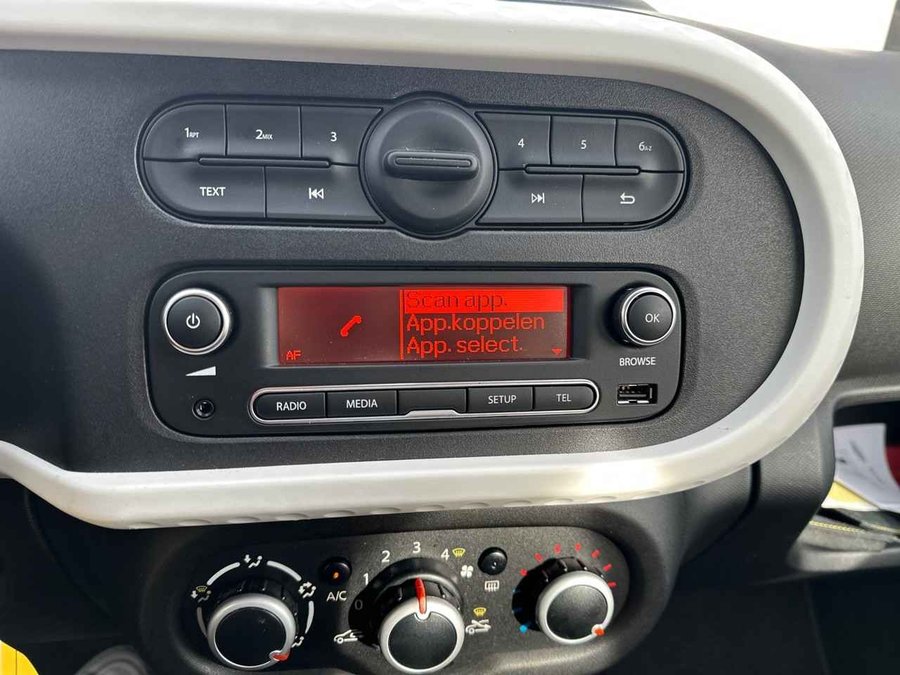 1RPT 2MIX 3 4 5 6A-Z
TEXT
Scan app.
App.koppelen
App. select.
AF
OK
BROWSE
RADIO MEDIA SETUP TEL
0 1 2 3 4
A/C